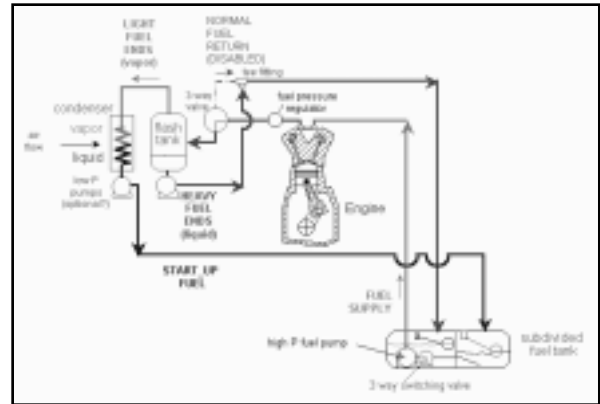 LIGHT
FUEL
ENDS
(vapor)
NORMAL
FUEL
RETURN
(DISABLED)
tee fitting
3-way
valve
fuel pressure
regulator
condenser
vapor
liquid
air
flow
flash
tank
low P
pumps
(optional?)
HEAVY
FUEL
ENDS
(liquid)
Engine
START_UP
FUEL
FUEL
SUPPLY
high P fuel pump
subdivided
fuel tank
3 way switching valve